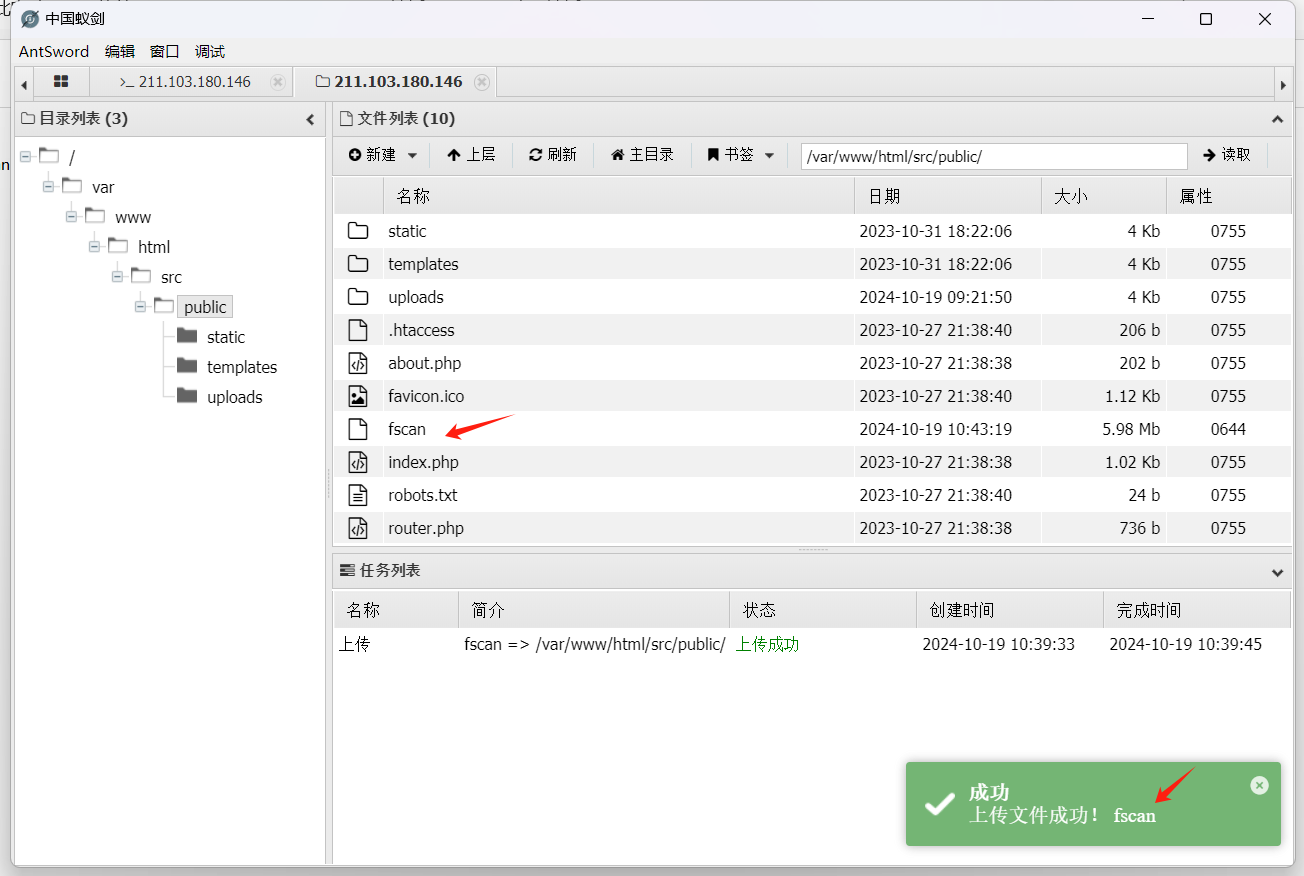 中国蚁剑
AntSword 编辑 窗口 调试
>_ 211.103.180.146
211.103.180.146
目录列表 (3)
/
var
www
html
src
public
static
templates
uploads
文件列表 (10)
新建 上层 刷新 主目录 书签 /var/www/html/src/public/ 读取
名称 日期 大小 属性
static 2023-10-31 18:22:06 4 Kb 0755
templates 2023-10-31 18:22:06 4 Kb 0755
uploads 2024-10-19 09:21:50 4 Kb 0755
.htaccess 2023-10-27 21:38:40 206 b 0755
about.php 2023-10-27 21:38:38 202 b 0755
favicon.ico 2023-10-27 21:38:40 1.12 Kb 0755
fscan 2024-10-19 10:43:19 5.98 Mb 0644
index.php 2023-10-27 21:38:38 1.02 Kb 0755
robots.txt 2023-10-27 21:38:40 24 b 0755
router.php 2023-10-27 21:38:38 736 b 0755
任务列表
名称 简介 状态 创建时间 完成时间
上传 fscan => /var/www/html/src/public/ 上传成功 2024-10-19 10:39:33 2024-10-19 10:39:45
成功
上传文件成功! fscan